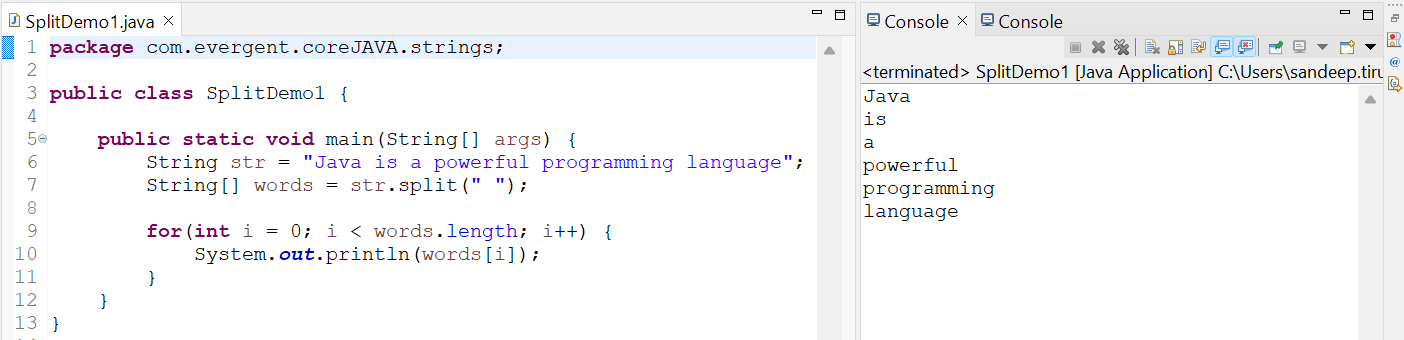 SplitDemo1.java
1 package com.evergent.coreJAVA.strings;
2
3 public class SplitDemo1 {
4
5     public static void main(String[] args) {
6         String str = "Java is a powerful programming language";
7         String[] words = str.split(" ");
8
9         for(int i = 0; i < words.length; i++) {
10             System.out.println(words[i]);
11         }
12     }
13 }
Console
Console
<terminated> SplitDemo1 [Java Application] C:\Users\sandeep.tiru
Java
is
a
powerful
programming
language